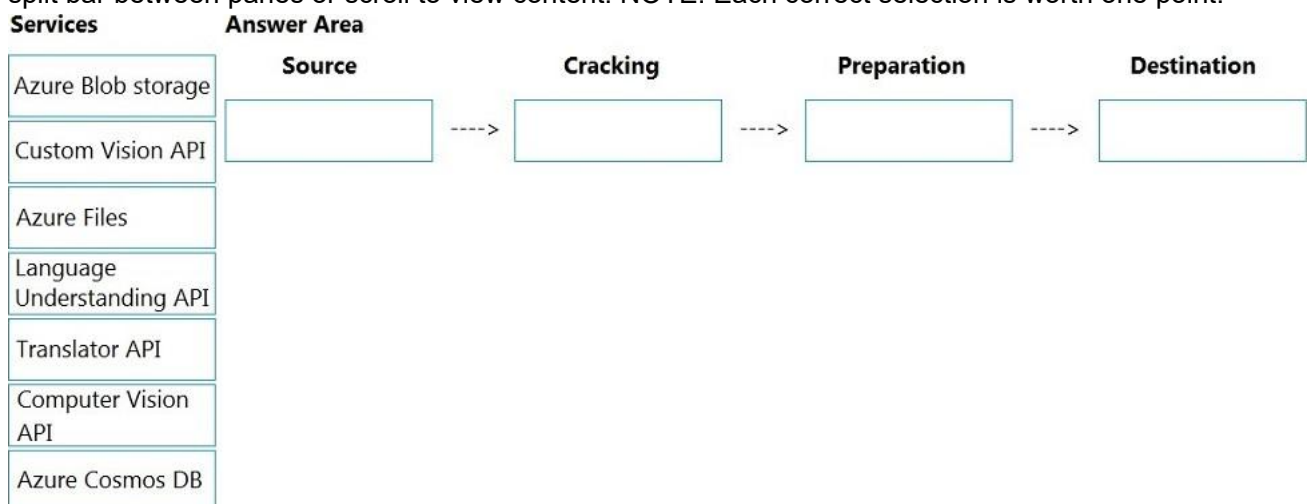 split bar between panes or scroll to view content. NOTE: Each correct selection is worth one point.
Services Answer Area
Source Cracking Preparation Destination
Azure Blob storage
----> ----> ---->
Custom Vision API
Azure Files
Language
Understanding API
Translator API
Computer Vision
API
Azure Cosmos DB